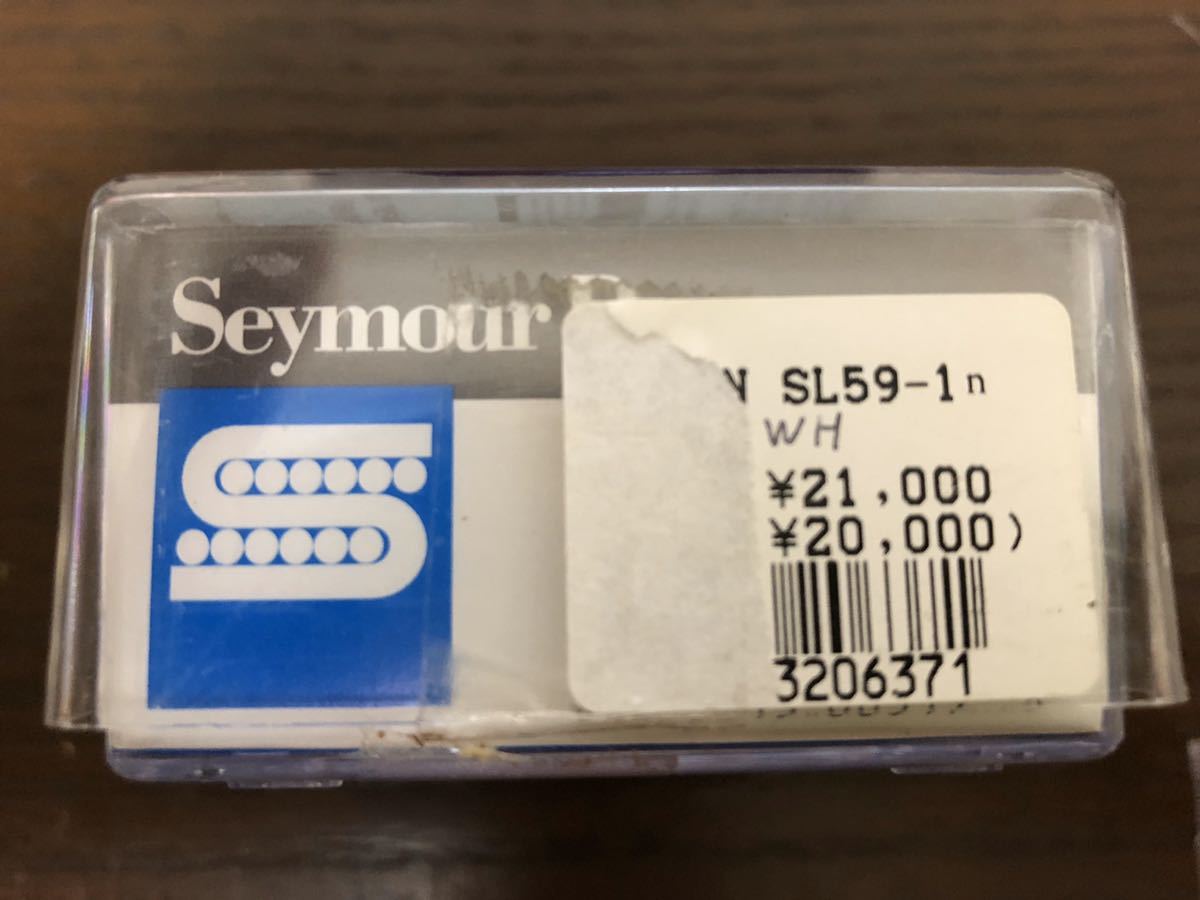 Seymour
N SL59-1n
WH
¥21,000
¥20,000)
3206371